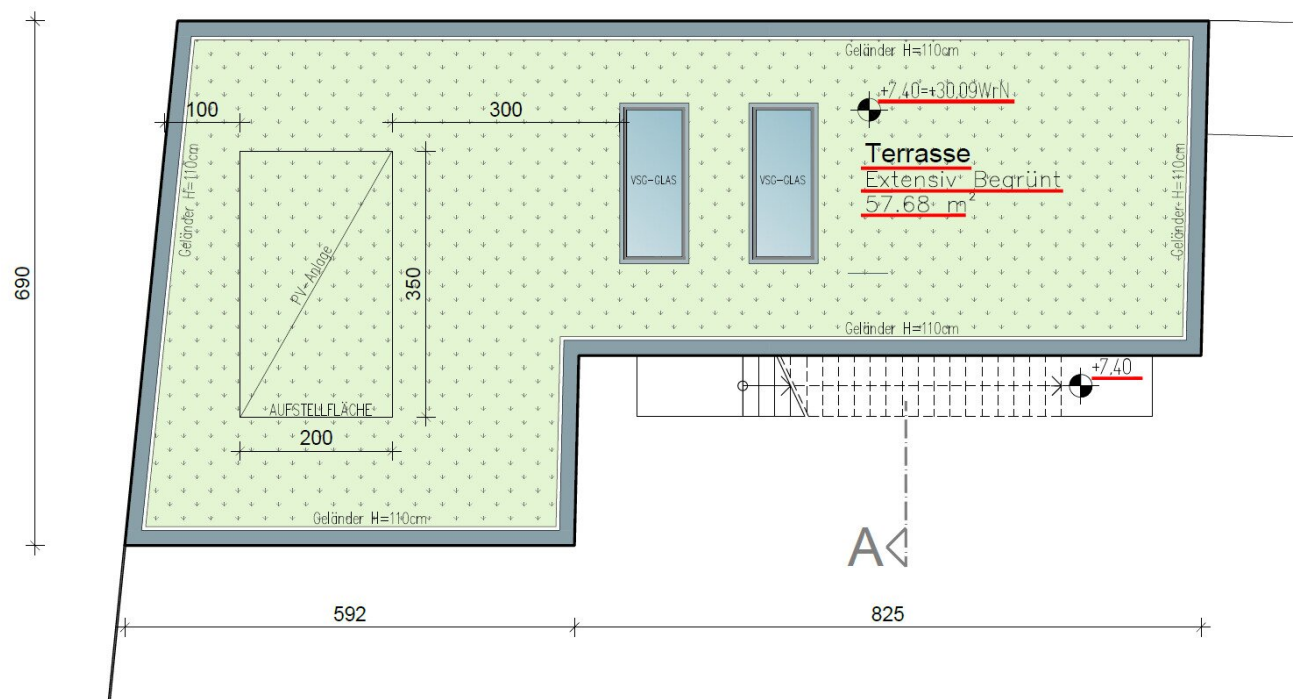 Geländer H=110cm
+7,40=+30,09WrN
100
300
Terrasse
Extensiv Begrünt
57.68 m²
VSG-GLAS
VSG-GLAS
Geländer H=110cm
Geländer H=110cm
PV-Anlage
350
690
Geländer H=110cm
+7,40
AUFSTELLFLÄCHE
200
Geländer H=110cm
A
592
825